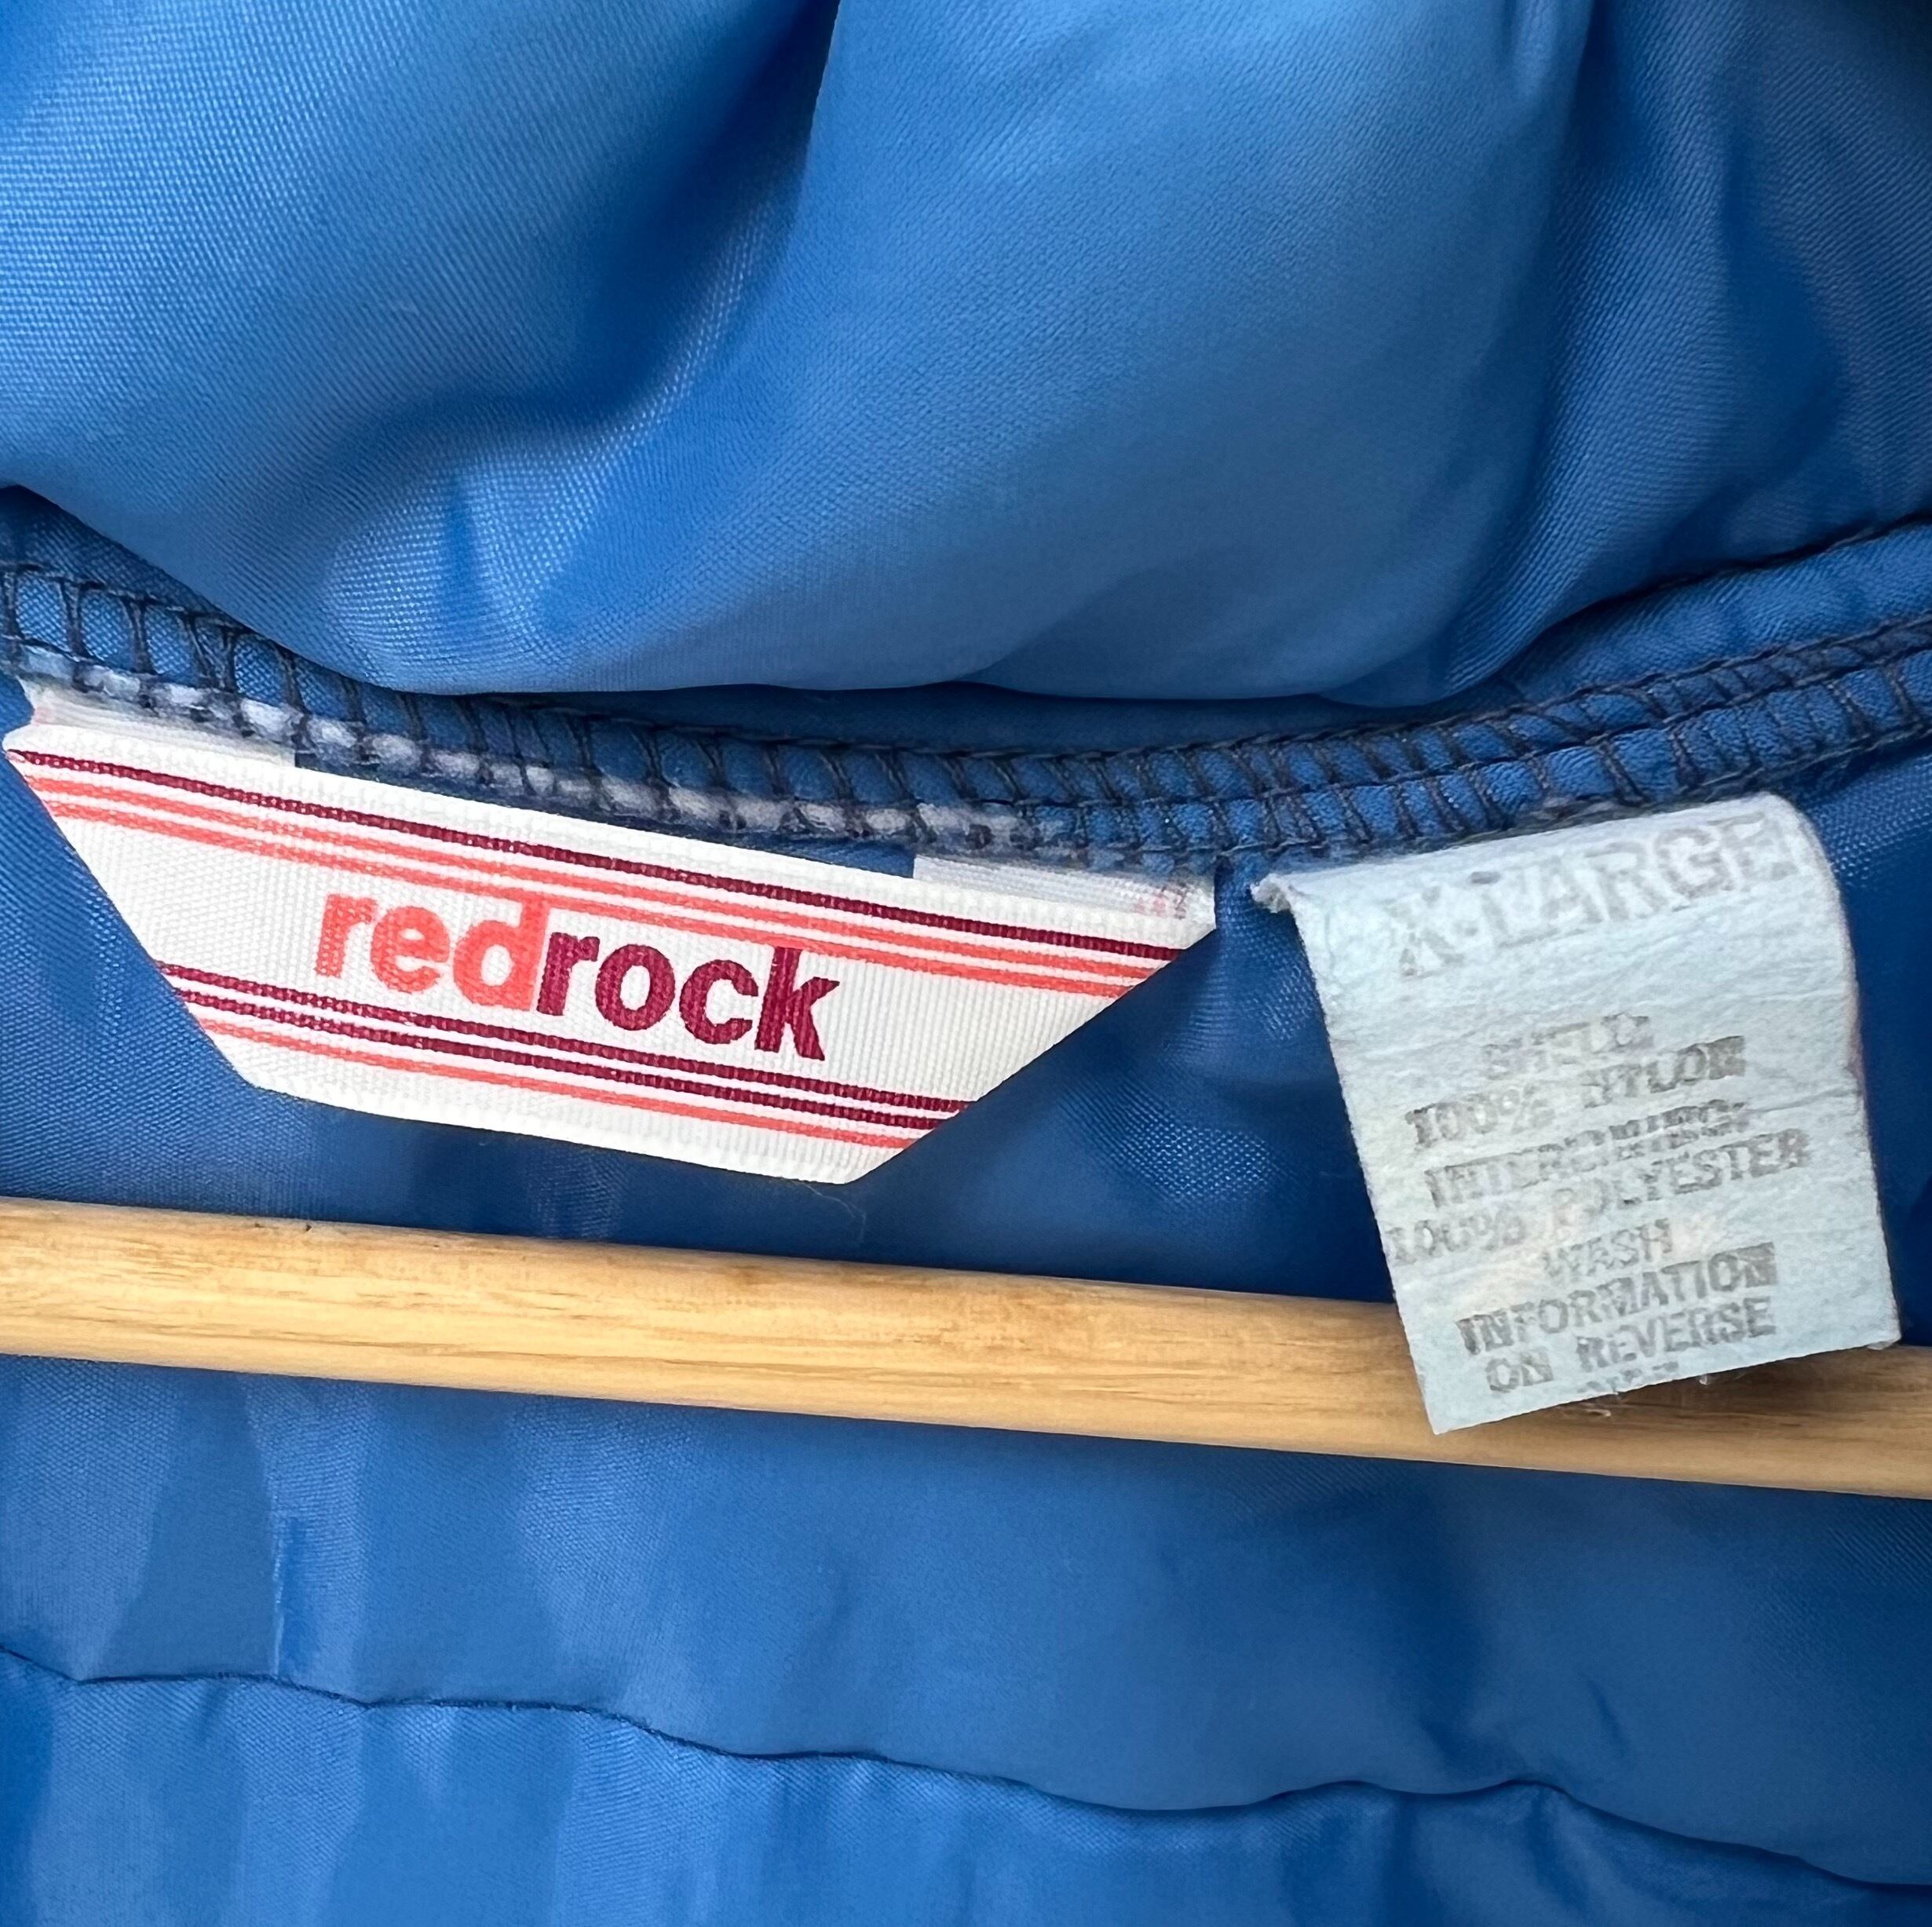 redrock
X-LARGE
SHELL
100% NYLON
INTERLINING:
100% POLYESTER
WASH
INFORMATION
ON REVERSE